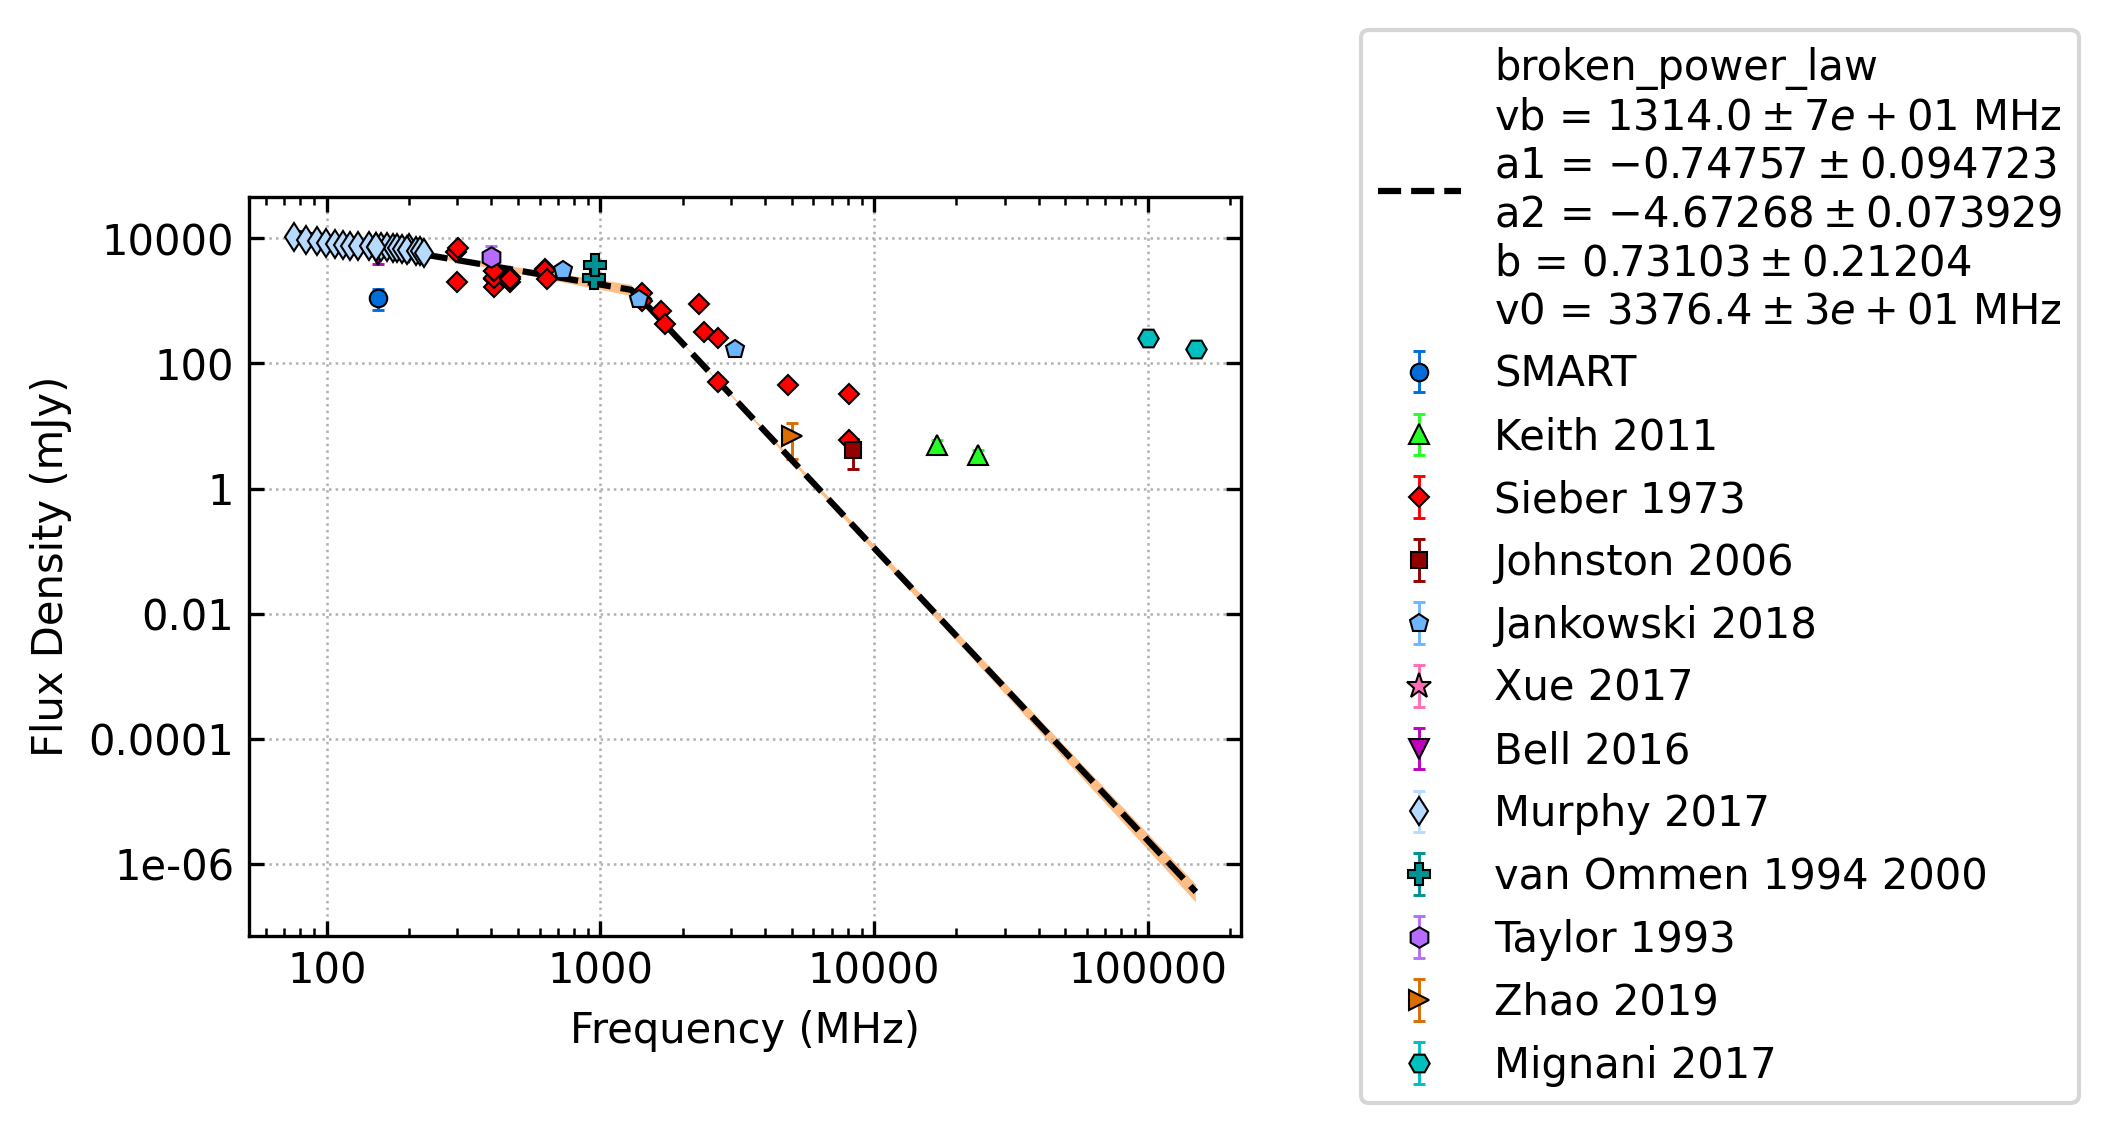 10000
100
1
0.01
0.0001
1e-06
Flux Density (mJy)
100
1000
10000
100000
Frequency (MHz)
broken_power_law
vb = 1314.0 ± 7e + 01 MHz
a1 = −0.74757 ± 0.094723
a2 = −4.67268 ± 0.073929
b = 0.73103 ± 0.21204
v0 = 3376.4 ± 3e + 01 MHz
SMART
Keith 2011
Sieber 1973
Johnston 2006
Jankowski 2018
Xue 2017
Bell 2016
Murphy 2017
van Ommen 1994 2000
Taylor 1993
Zhao 2019
Mignani 2017